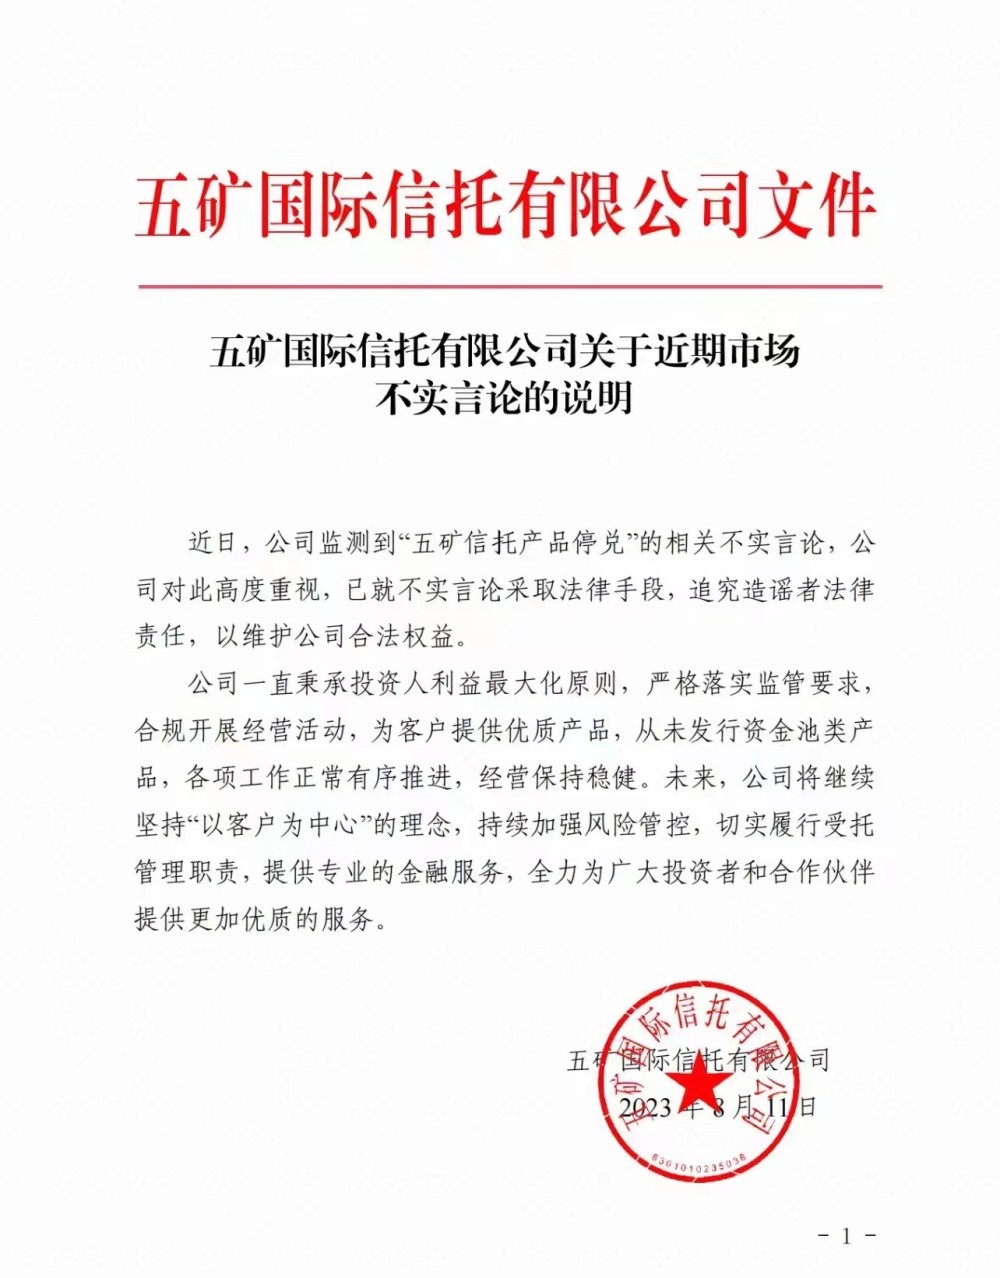 五矿国际信托有限公司文件
五矿国际信托有限公司关于近期市场
不实言论的说明
近日，公司监测到“五矿信托产品停兑”的相关不实言论，公
司对此高度重视，已就不实言论采取法律手段，追究造谣者法律
责任，以维护公司合法权益。
公司一直秉承投资人利益最大化原则，严格落实监管要求，
合规开展经营活动，为客户提供优质产品，从未发行资金池类产
品，各项工作正常有序推进，经营保持稳健。未来，公司将继续
坚持“以客户为中心”的理念，持续加强风险管控，切实履行受托
管理职责，提供专业的金融服务，全力为广大投资者和合作伙伴
提供更加优质的服务。
五矿国际信托有限公司
2023 年 8 月 11 日
五矿国际信托有限公司
6301010235038
- 1 -